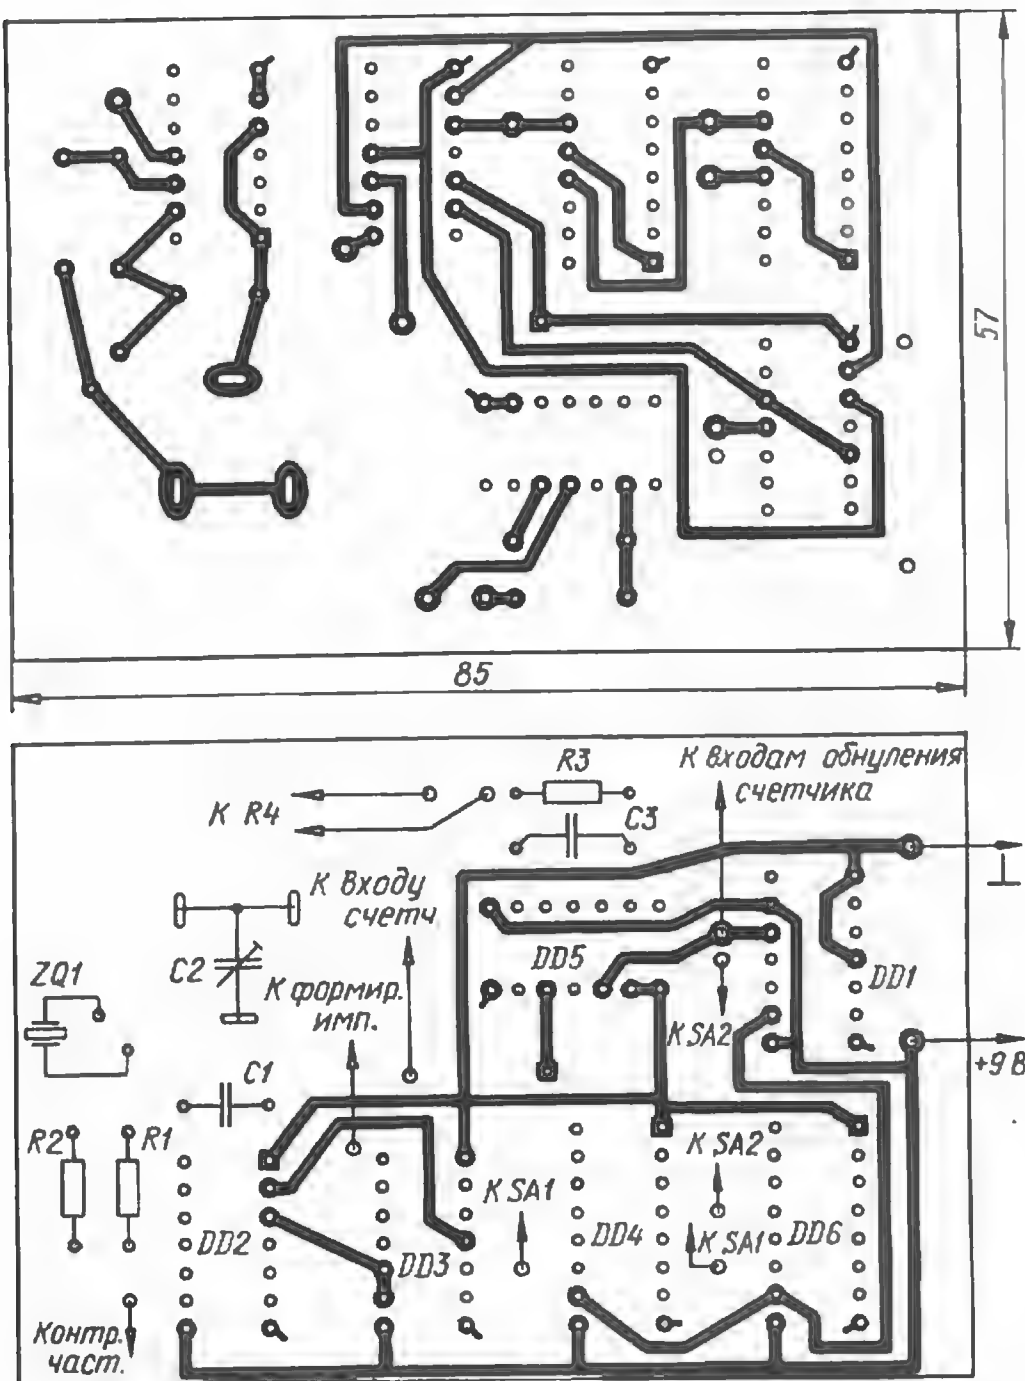 57
85
R3
К входам обнуления
счетчика
К R4
C3
К входу
счетч.
ZQ1
C2
К формир.
имп.
DD5
DD1
К SA2
+9 В
C1
R2
R1
К SA2
К SA1
DD2
DD3
DD4
К SA1
DD6
Контр.
част.